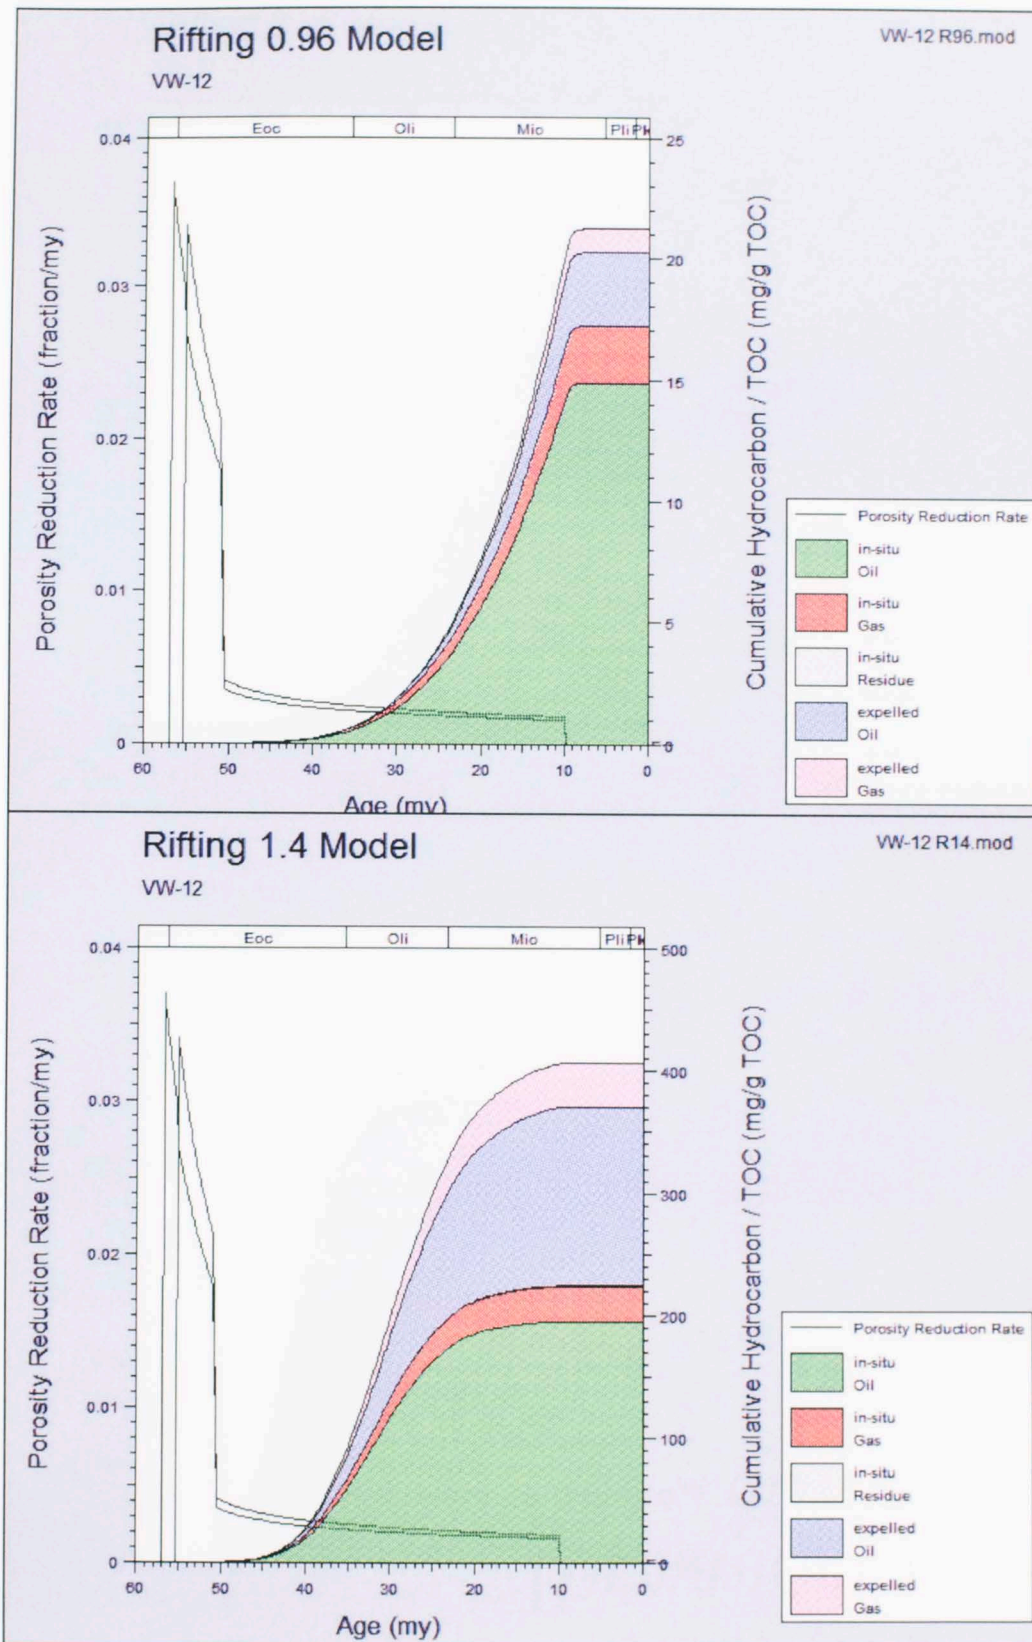 Rifting 0.96 Model
VW-12 R96.mod
VW-12
Eoc Oli Mio Pli
0.04
0.03
0.02
0.01
0
25
20
15
10
5
0
Porosity Reduction Rate (fraction/my)
Cumulative Hydrocarbon / TOC (mg/g TOC)
60 50 40 30 20 10 0
Age (my)
Porosity Reduction Rate
in-situ
Oil
in-situ
Gas
in-situ
Residue
expelled
Oil
expelled
Gas
Rifting 1.4 Model
VW-12 R14.mod
VW-12
Eoc Oli Mio Pli
0.04
0.03
0.02
0.01
0
500
400
300
200
100
0
Porosity Reduction Rate (fraction/my)
Cumulative Hydrocarbon / TOC (mg/g TOC)
60 50 40 30 20 10 0
Age (my)
Porosity Reduction Rate
in-situ
Oil
in-situ
Gas
in-situ
Residue
expelled
Oil
expelled
Gas